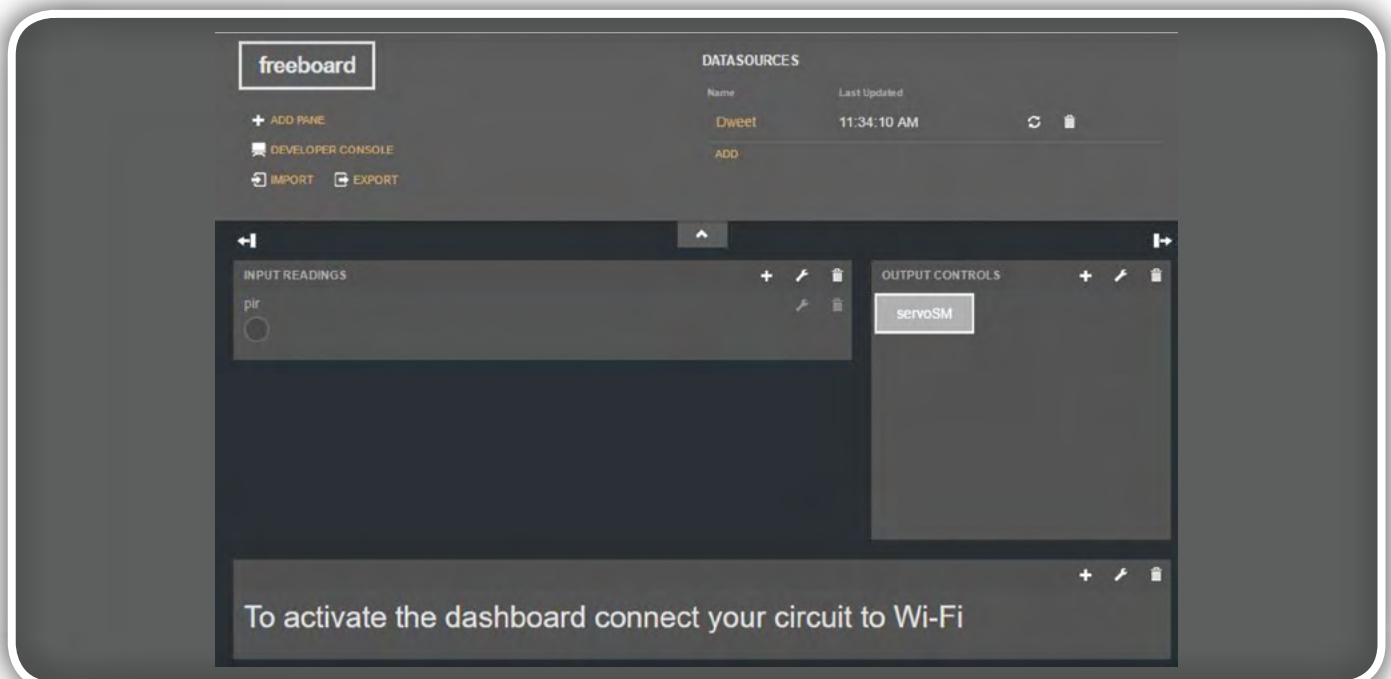 freeboard
DATASOURCES
Name Last Updated
ADD PANE
Dweet 11:34:10 AM
DEVELOPER CONSOLE
ADD
IMPORT EXPORT
INPUT READINGS
pir
OUTPUT CONTROLS
servoSM
To activate the dashboard connect your circuit to Wi-Fi